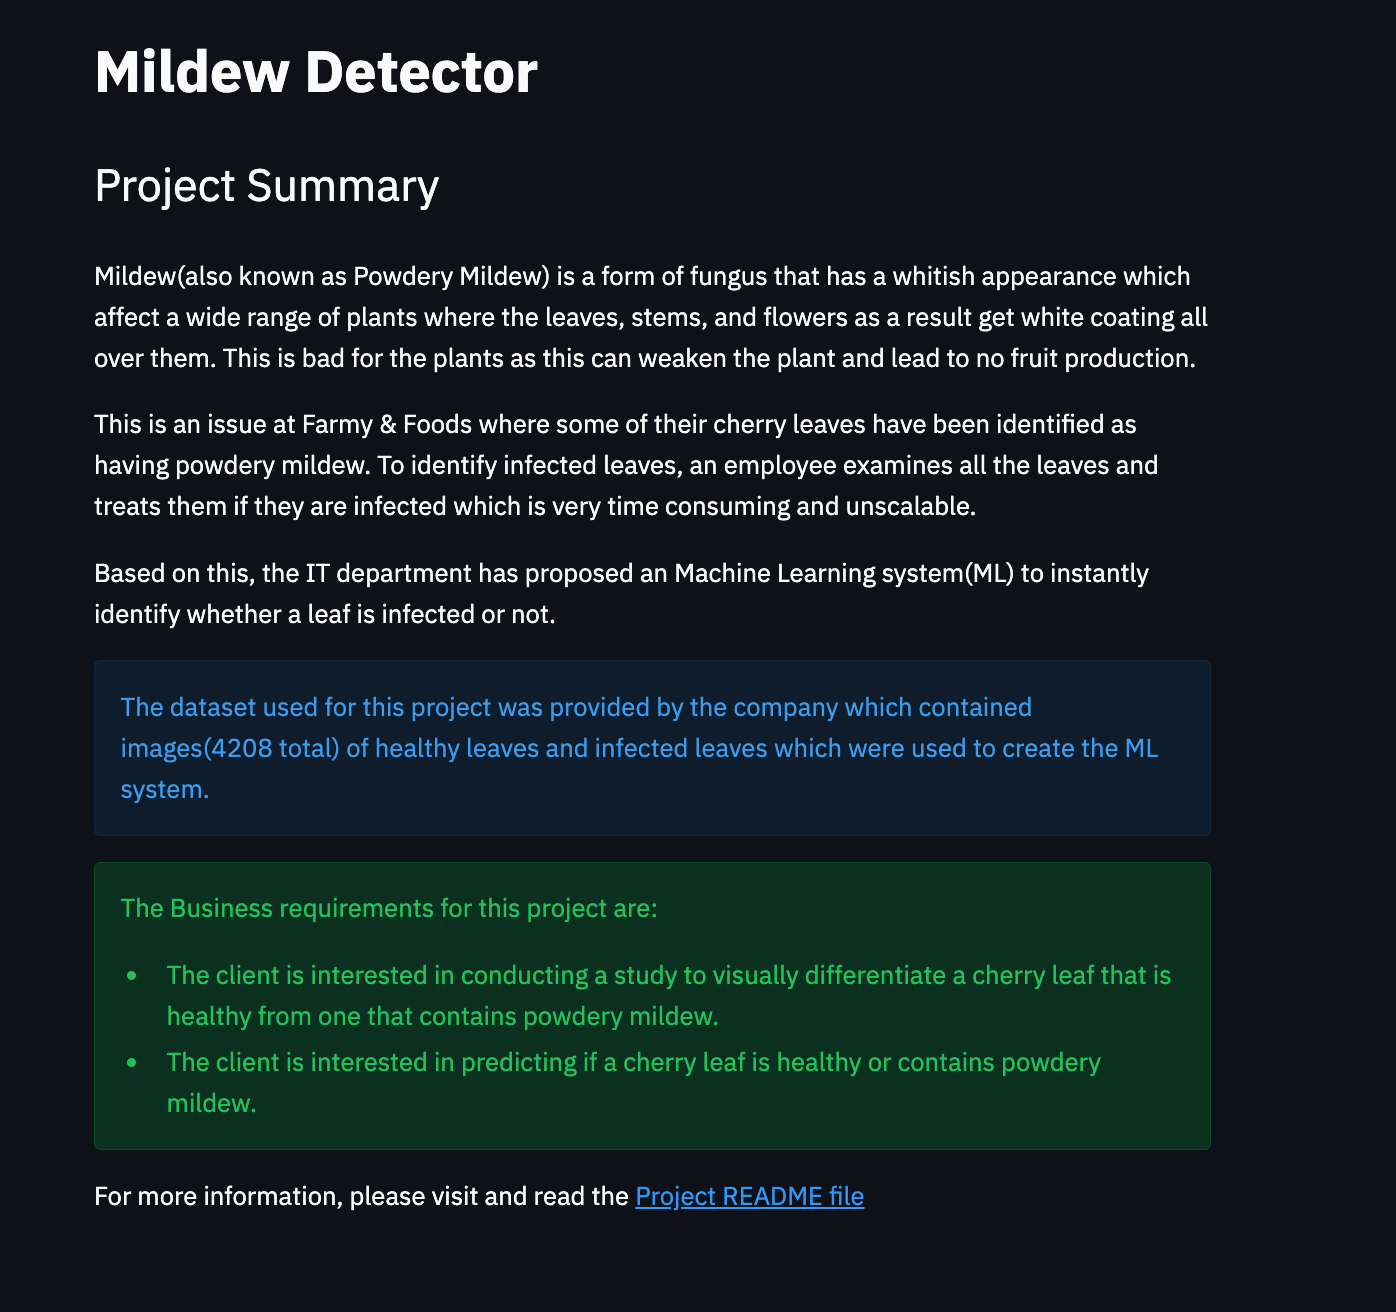 Mildew Detector
Project Summary
Mildew(also known as Powdery Mildew) is a form of fungus that has a whitish appearance which
affect a wide range of plants where the leaves, stems, and flowers as a result get white coating all
over them. This is bad for the plants as this can weaken the plant and lead to no fruit production.
This is an issue at Farmy & Foods where some of their cherry leaves have been identified as
having powdery mildew. To identify infected leaves, an employee examines all the leaves and
treats them if they are infected which is very time consuming and unscalable.
Based on this, the IT department has proposed an Machine Learning system(ML) to instantly
identify whether a leaf is infected or not.
The dataset used for this project was provided by the company which contained
images(4208 total) of healthy leaves and infected leaves which were used to create the ML
system.
The Business requirements for this project are:
• The client is interested in conducting a study to visually differentiate a cherry leaf that is
healthy from one that contains powdery mildew.
• The client is interested in predicting if a cherry leaf is healthy or contains powdery
mildew.
For more information, please visit and read the Project README file